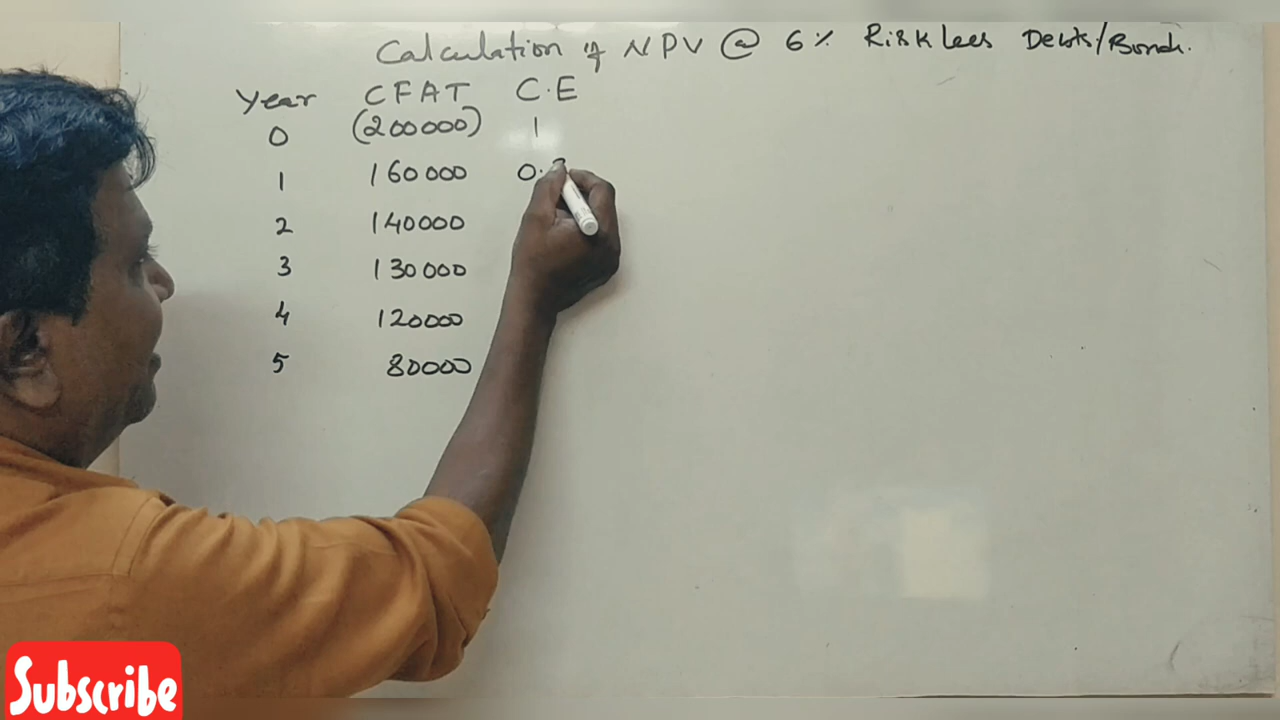 Calculation of NPV @ 6% Riskless Debts/Bonds.
Year CFAT C.E
0 (200000) 1
1 160000 0.
2 140000
3 130000
4 120000
5 80000
Subscribe